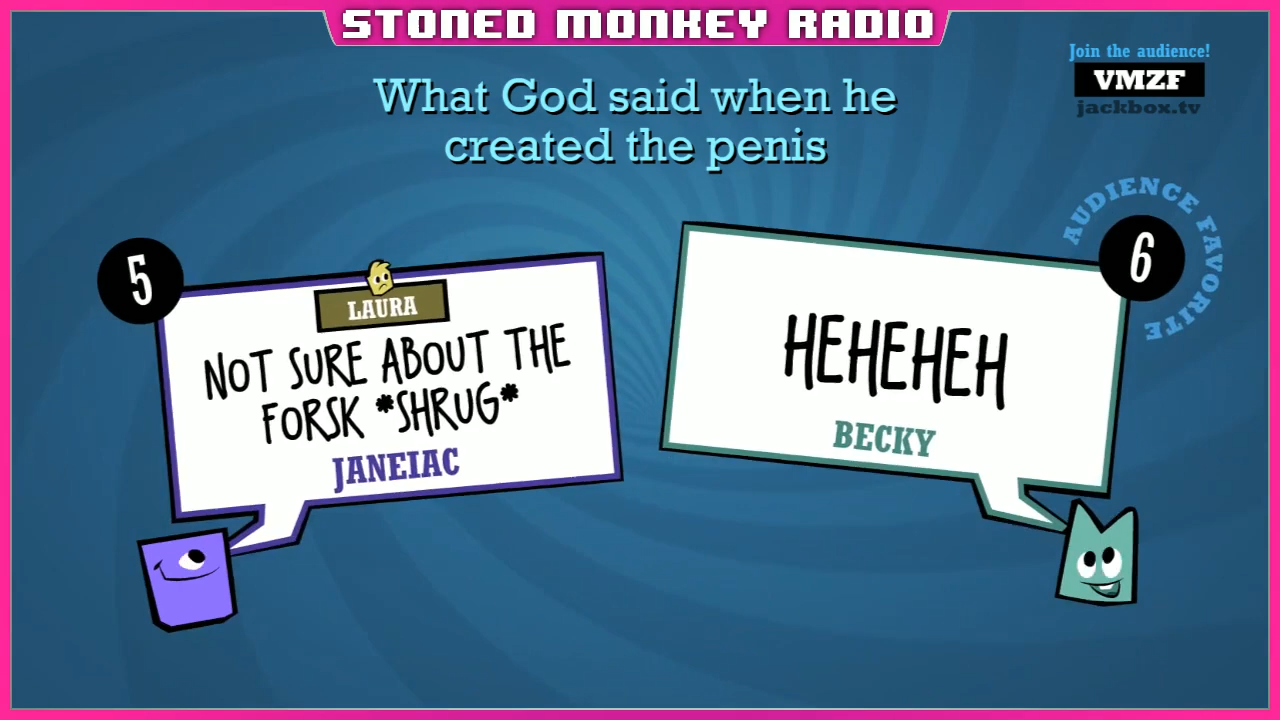 STONED MONKEY RADIO
Join the audience!
VMZF
jackbox.tv
What God said when he
created the penis
5
LAURA
NOT SURE ABOUT THE
FORSK *SHRUG*
JANEIAC
AUDIENCE FAVORITE
6
HEHEHEH
BECKY